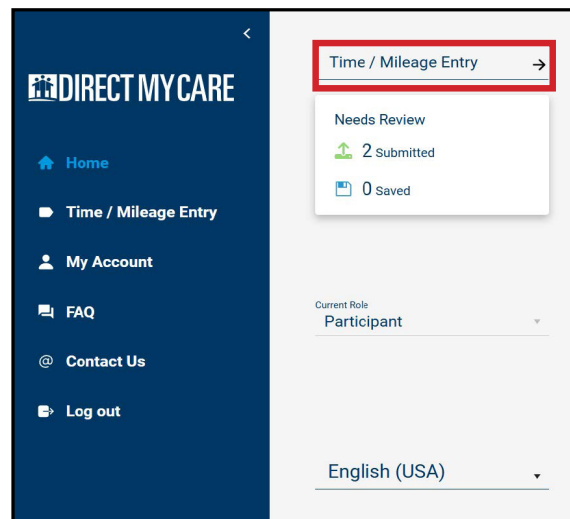 DIRECT MY CARE
Home
Time / Mileage Entry
My Account
FAQ
@ Contact Us
Log out
Time / Mileage Entry →
Needs Review
2 Submitted
0 Saved
Current Role
Participant
English (USA)